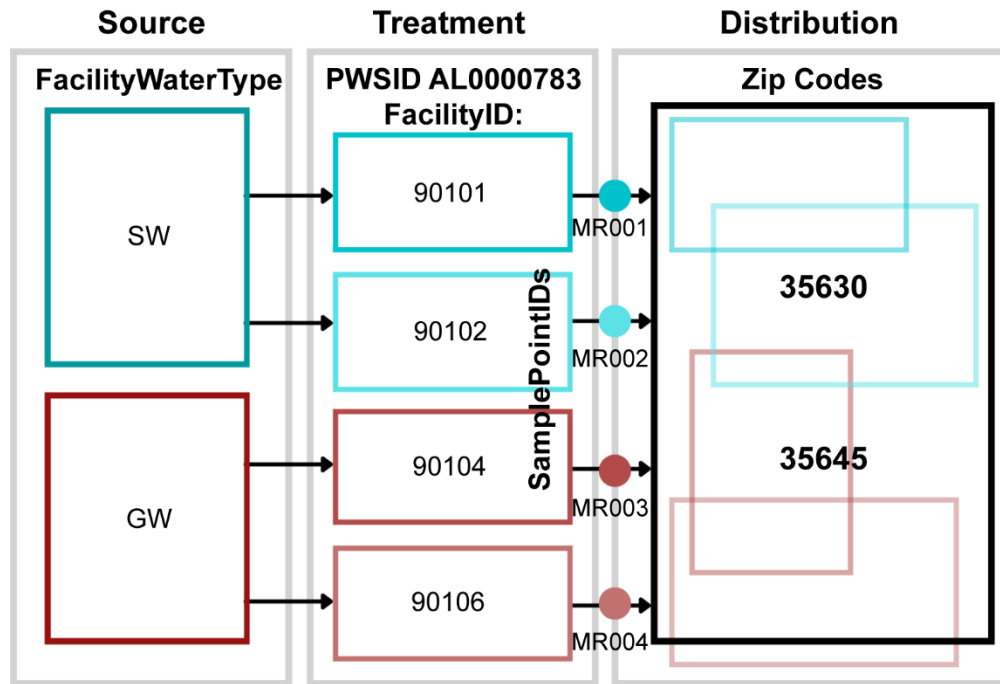 Source
Treatment
Distribution
FacilityWaterType
PWSID AL0000783
FacilityID:
Zip Codes
SW
GW
90101
90102
90104
90106
SamplePointIDs
MR001
MR002
MR003
MR004
35630
35645